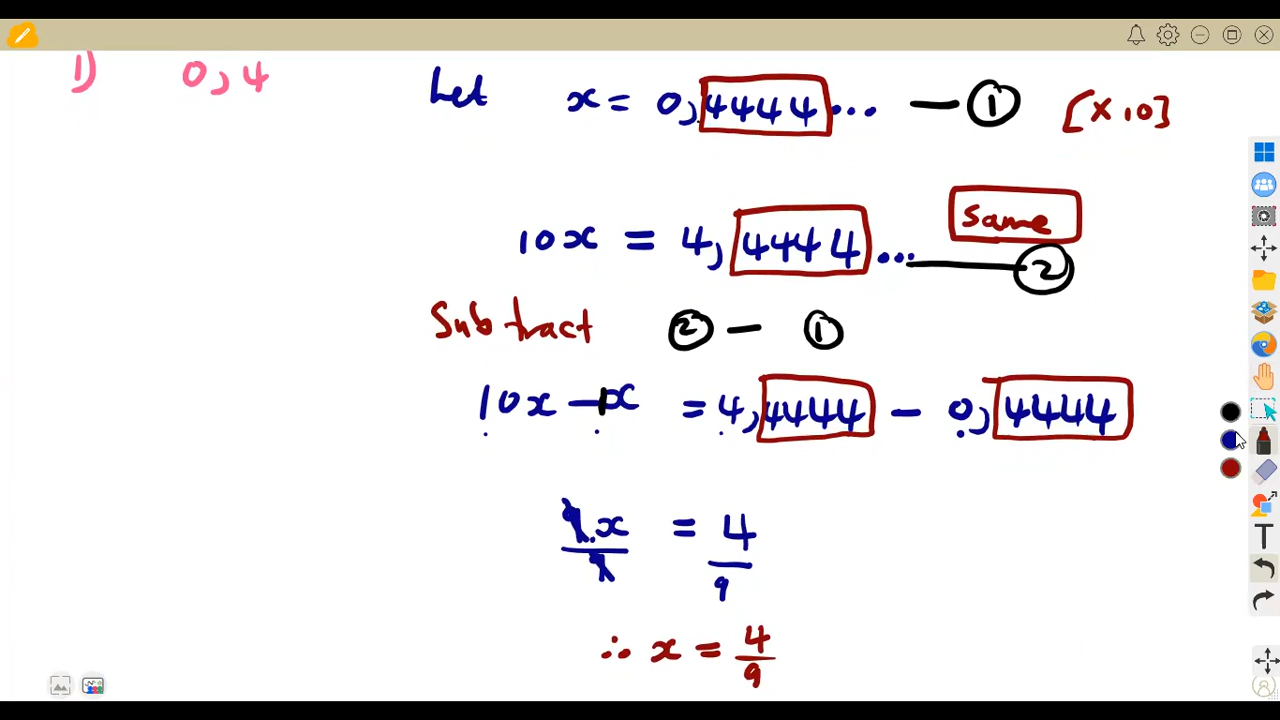 1) 0,4 Let x = 0,4444... — ① [×10]
10x = 4,4444... — ② Same
Subtract ② — ①
10x — 1x = 4,4444 — 0,4444
9x/9 = 4/9
∴ x = 4/9